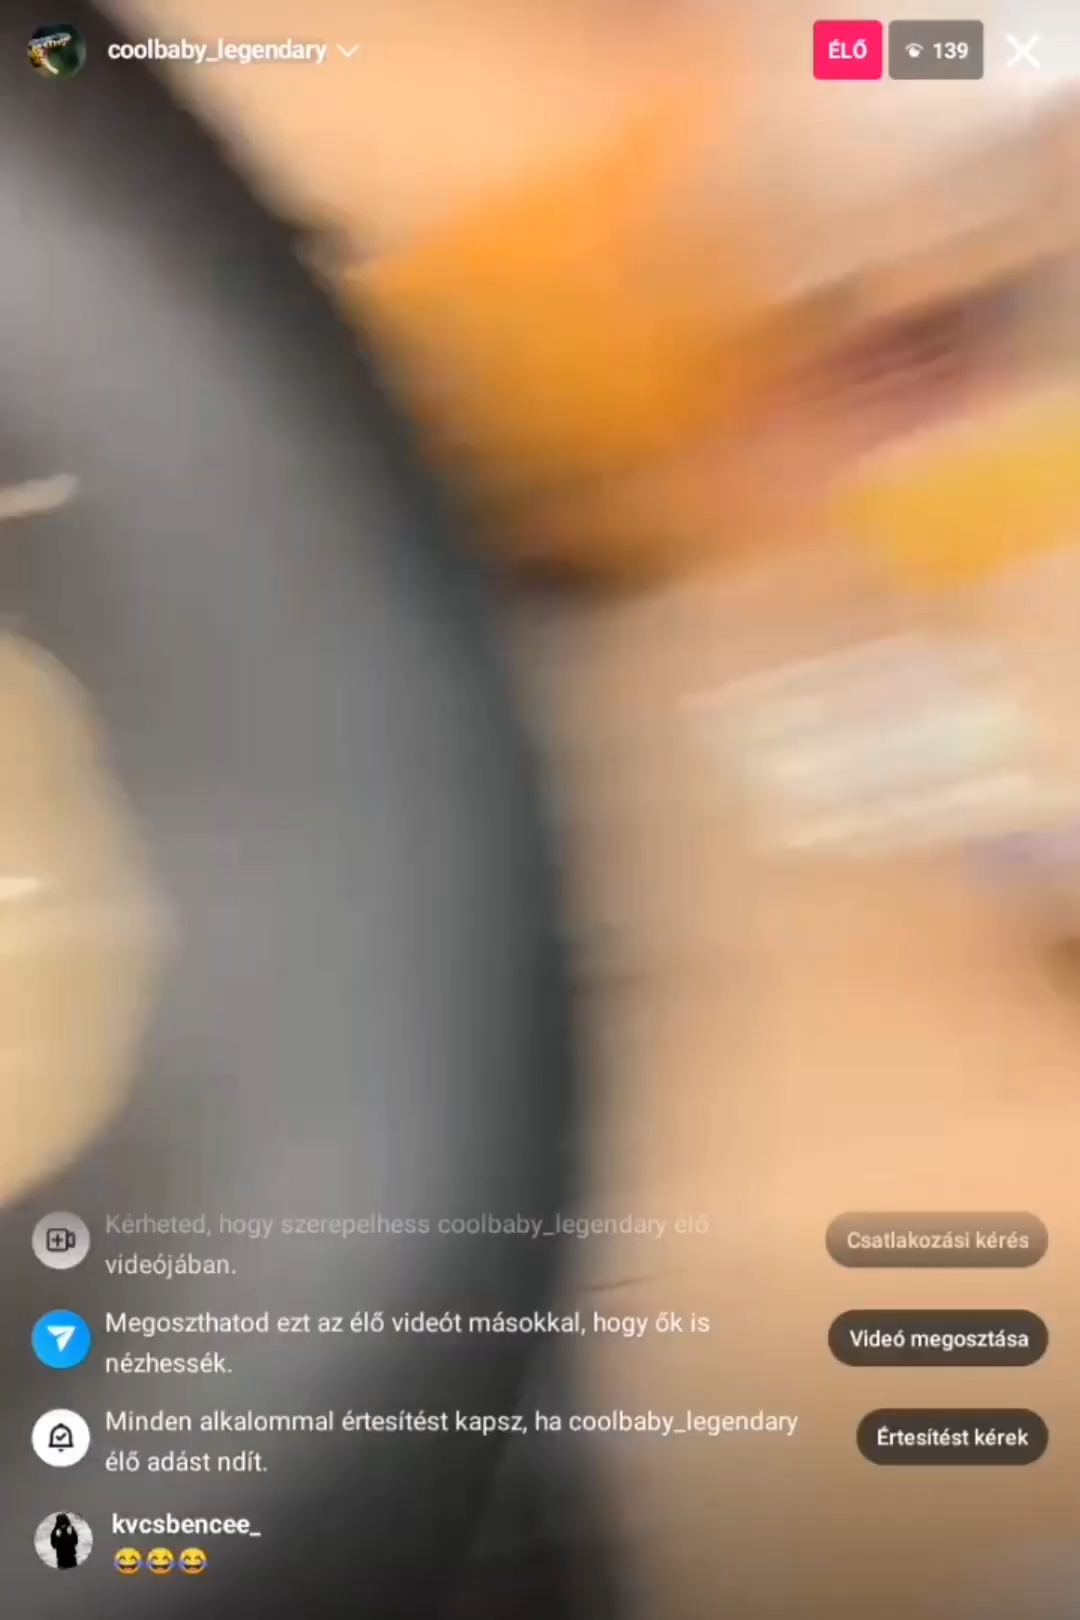 coolbaby_legendary
ÉLŐ
139
Kérheted, hogy szerepelhess coolbaby_legendary élő
videójában.
Csatlakozási kérés
Megoszthatod ezt az élő videót másokkal, hogy ők is
nézhessék.
Videó megosztása
Minden alkalommal értesítést kapsz, ha coolbaby_legendary
élő adást ndít.
Értesítést kérek
kvcsbencee_
😂😂😂